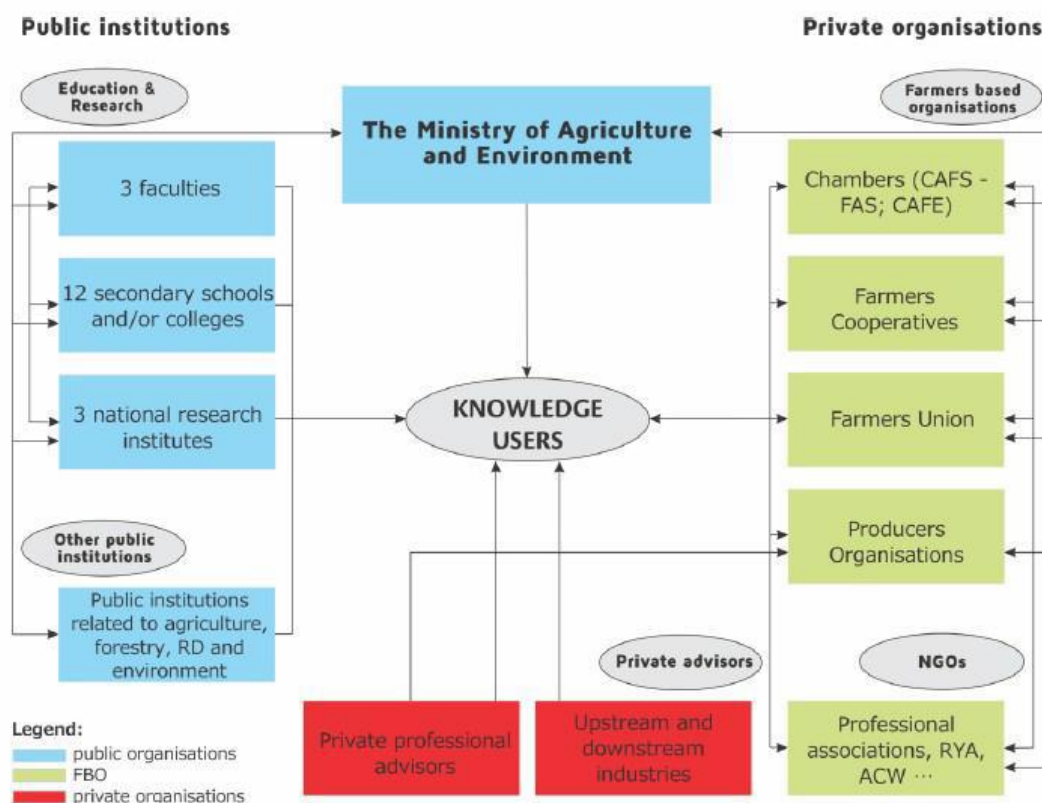 Public institutions
Private organisations
Education &
Research
Farmers based
organisations
The Ministry of Agriculture
and Environment
3 faculties
Chambers (CAFS -
FAS; CAFE)
12 secondary schools
and/or colleges
Farmers
Cooperatives
3 national research
institutes
KNOWLEDGE
USERS
Farmers Union
Other public
institutions
Producers
Organisations
Public institutions
related to agriculture,
forestry, RD and
environment
Private advisors
NGOs
Private professional
advisors
Upstream and
downstream
industries
Professional
associations, RYA,
ACW ...
Legend:
public organisations
FBO
private organisations